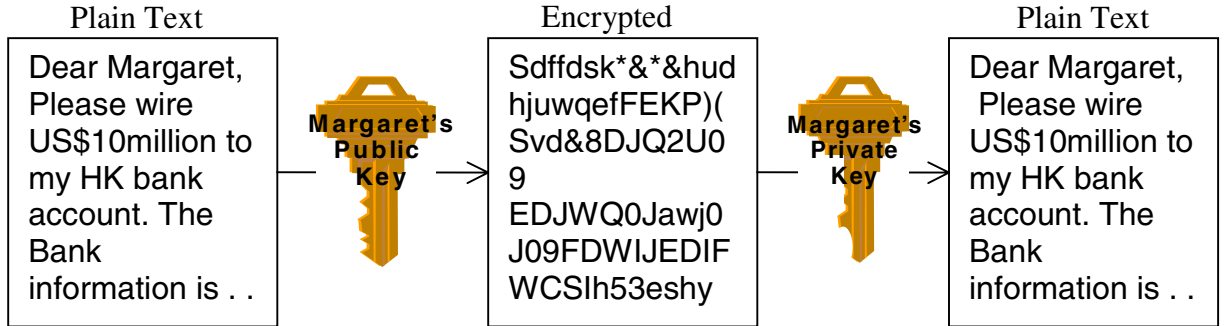 Plain Text
Dear Margaret,
Please wire
US$10million to
my HK bank
account. The
Bank
information is . .
Margaret's
Public
Key
Encrypted
Sdffdsk*&*&hud
hjuwqefFEKP)(
Svd&8DJQ2U0
9
EDJWQ0Jawj0
J09FDWIJEDIF
WCSIh53eshy
Margaret's
Private
Key
Plain Text
Dear Margaret,
Please wire
US$10million to
my HK bank
account. The
Bank
information is . .